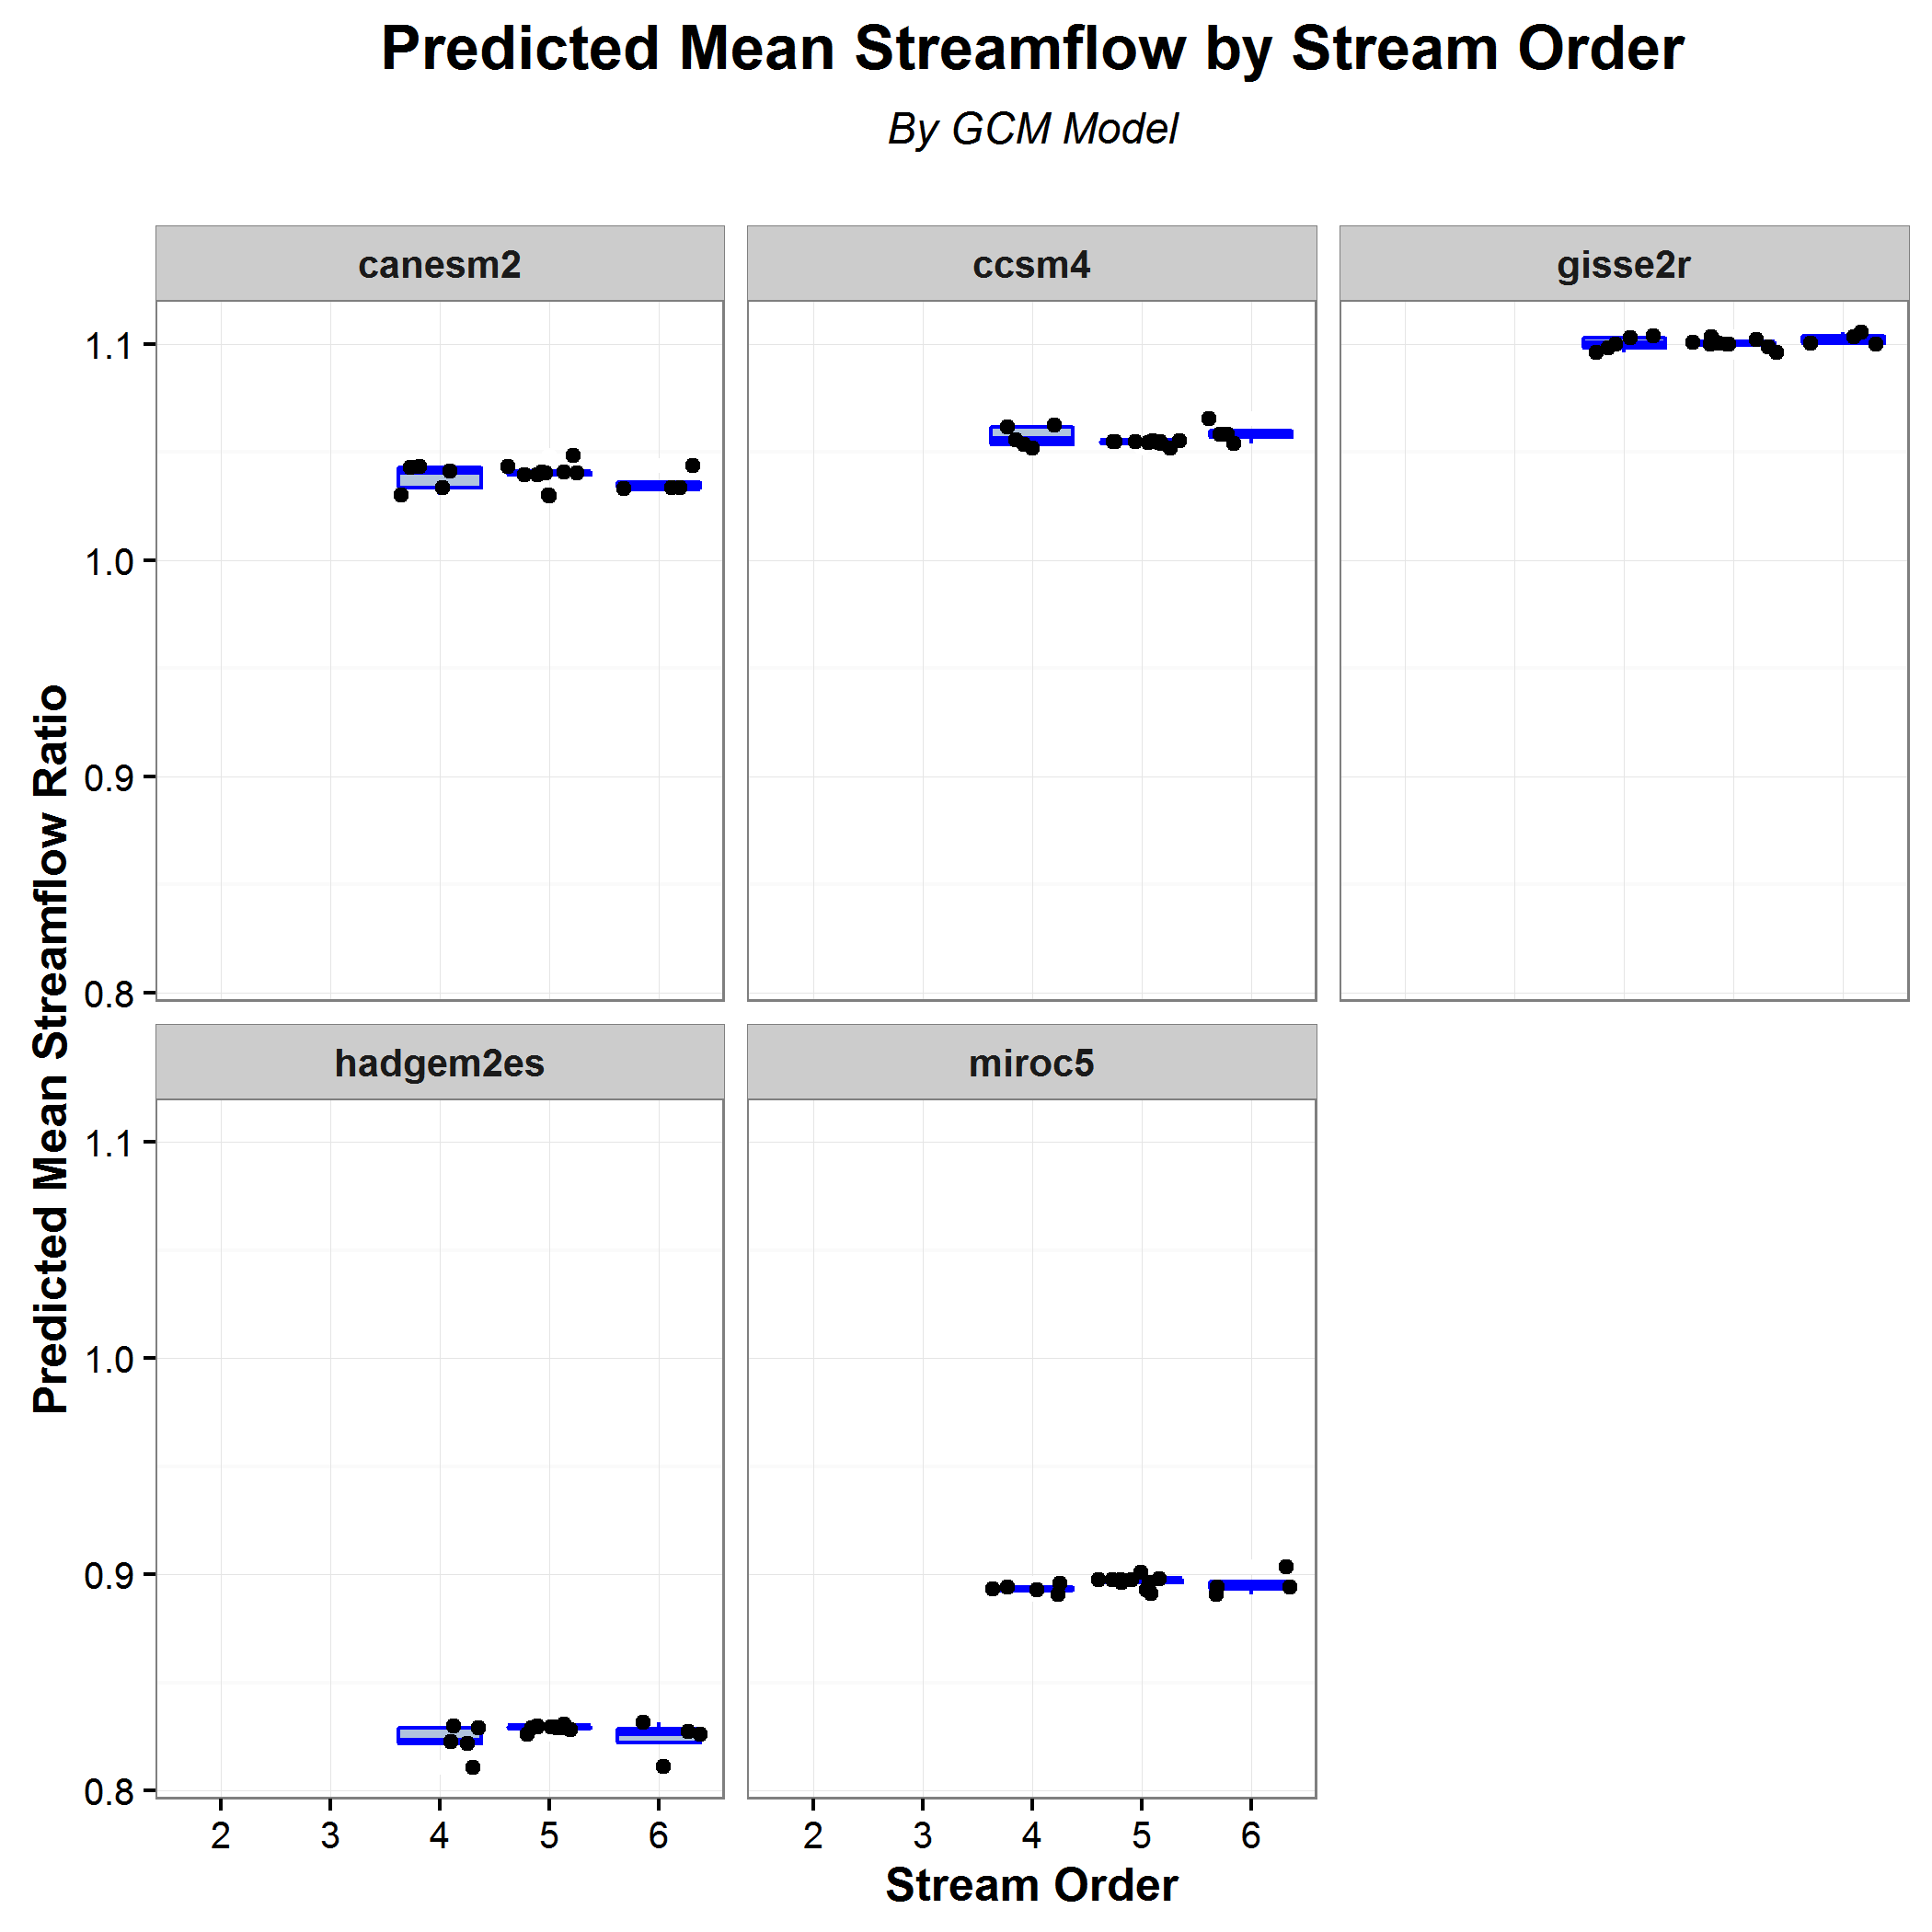 Predicted Mean Streamflow by Stream Order
By GCM Model
canesm2
ccsm4
gisse2r
1.1
1.0
0.9
0.8
Predicted Mean Streamflow Ratio
hadgem2es
miroc5
1.1
1.0
0.9
0.8
2 3 4 5 6
2 3 4 5 6
Stream Order